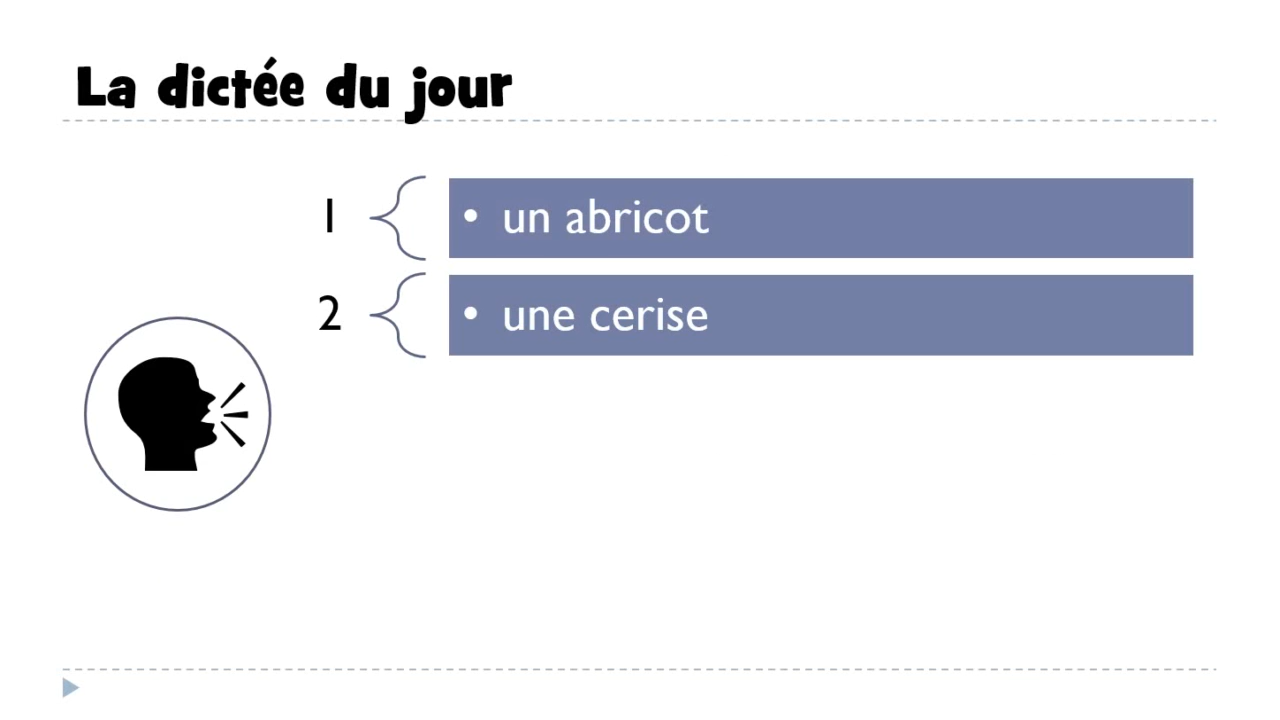 La dictée du jour
1 • un abricot
2 • une cerise